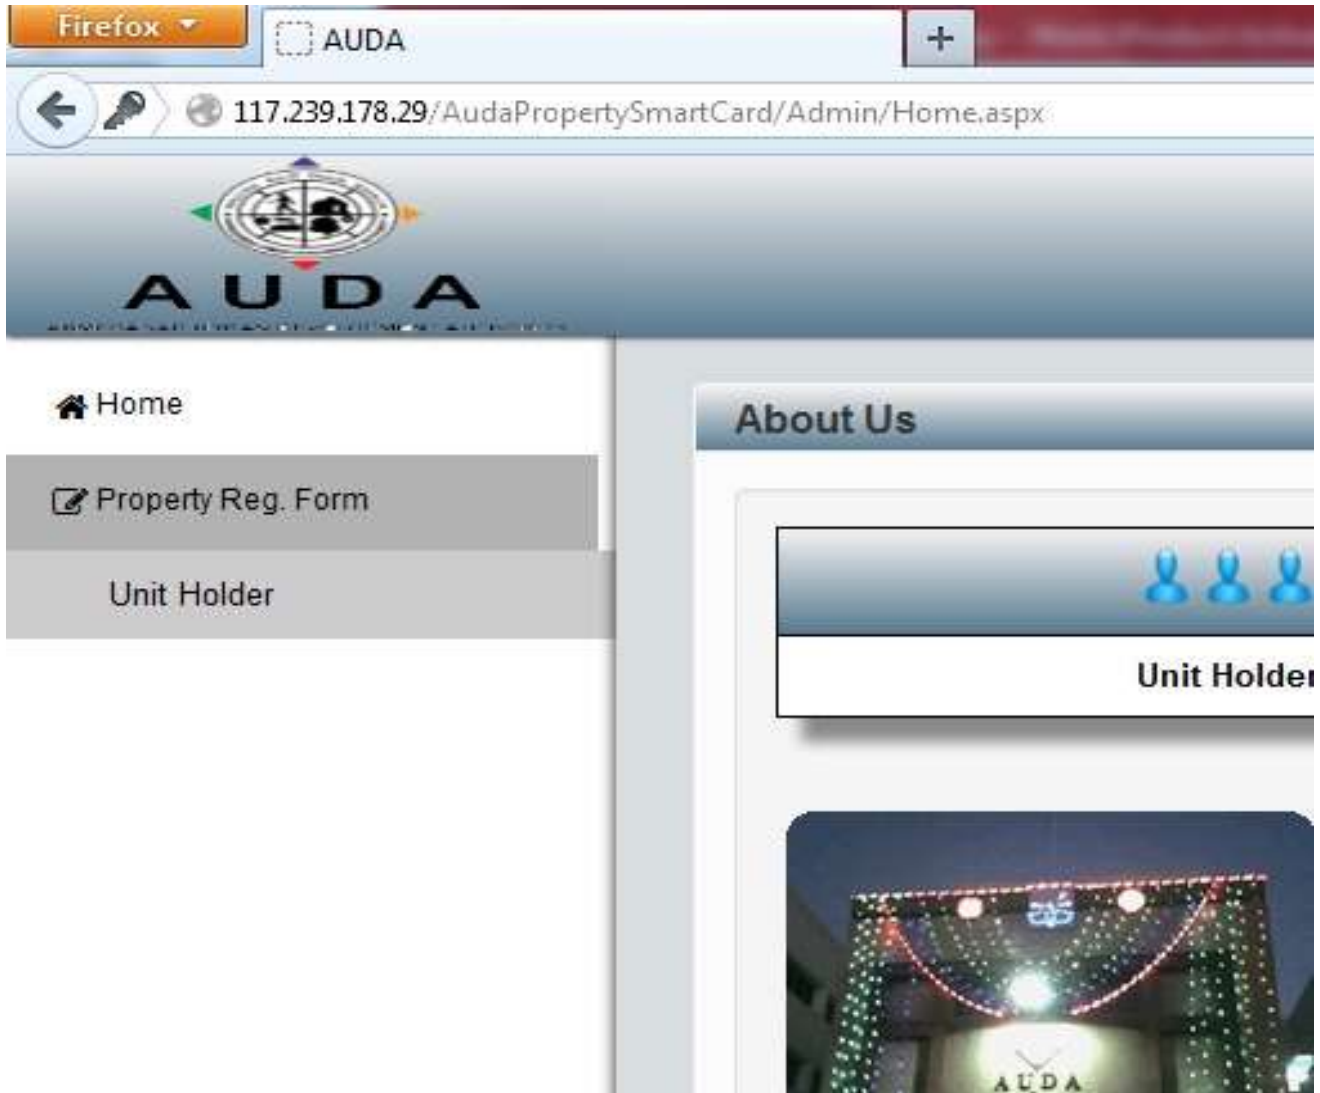 Firefox
AUDA
117.239.178.29/AudaPropertySmartCard/Admin/Home.aspx
AUDA
Home
About Us
Property Reg. Form
Unit Holder
Unit Holder
AUDA